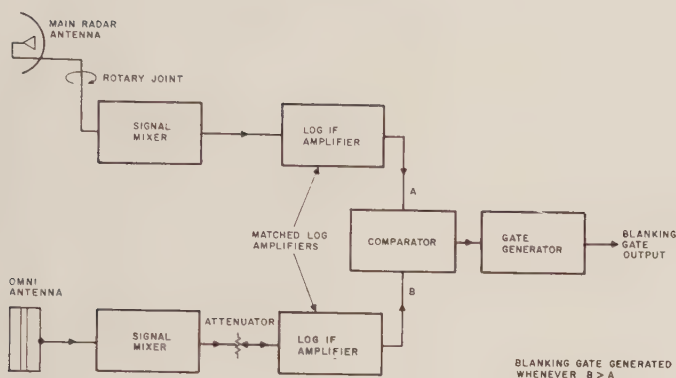 MAIN RADAR
ANTENNA
ROTARY JOINT
SIGNAL
MIXER
LOG IF
AMPLIFIER
A
MATCHED LOG
AMPLIFIERS
COMPARATOR
GATE
GENERATOR
BLANKING
GATE
OUTPUT
B
OMNI
ANTENNA
SIGNAL
MIXER
ATTENUATOR
LOG IF
AMPLIFIER
BLANKING GATE GENERATED
WHENEVER B > A